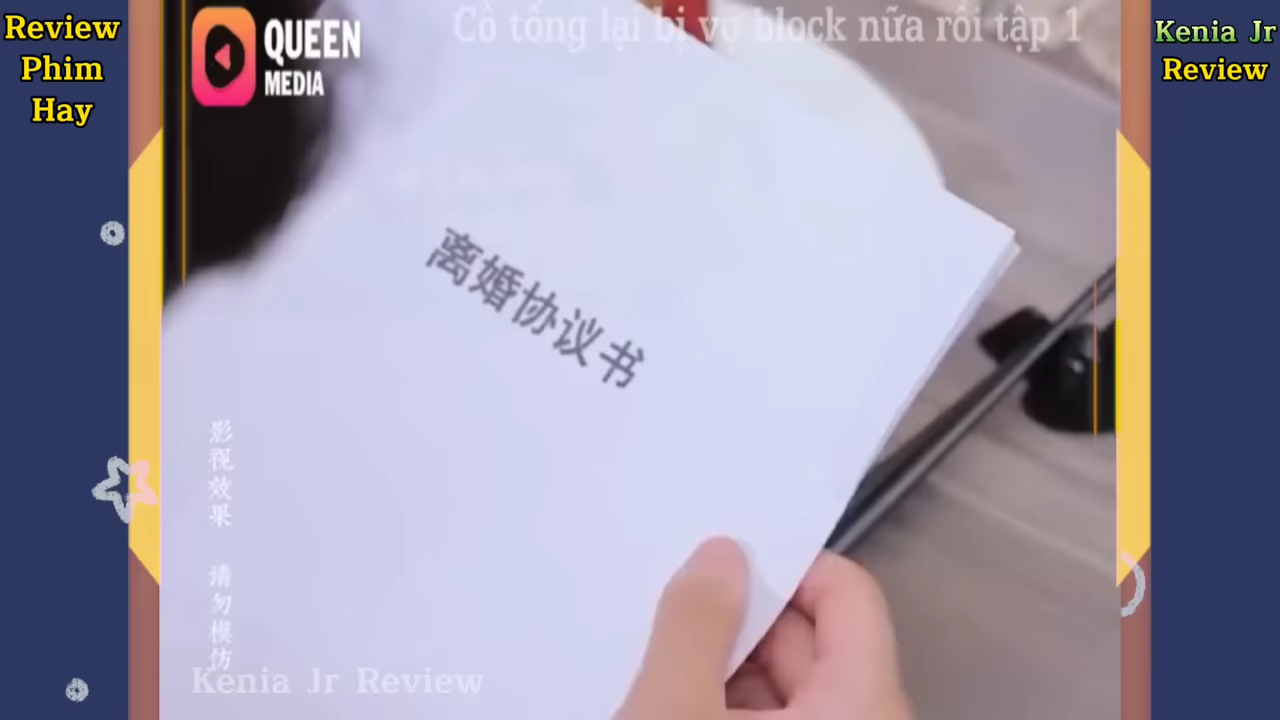 Review
Phim
Hay
QUEEN
MEDIA
Cố tổng lại bị vợ block nữa rồi tập 1
Kenia Jr
Review
离婚协议书
影视效果 请勿模仿
Kenia Jr Review